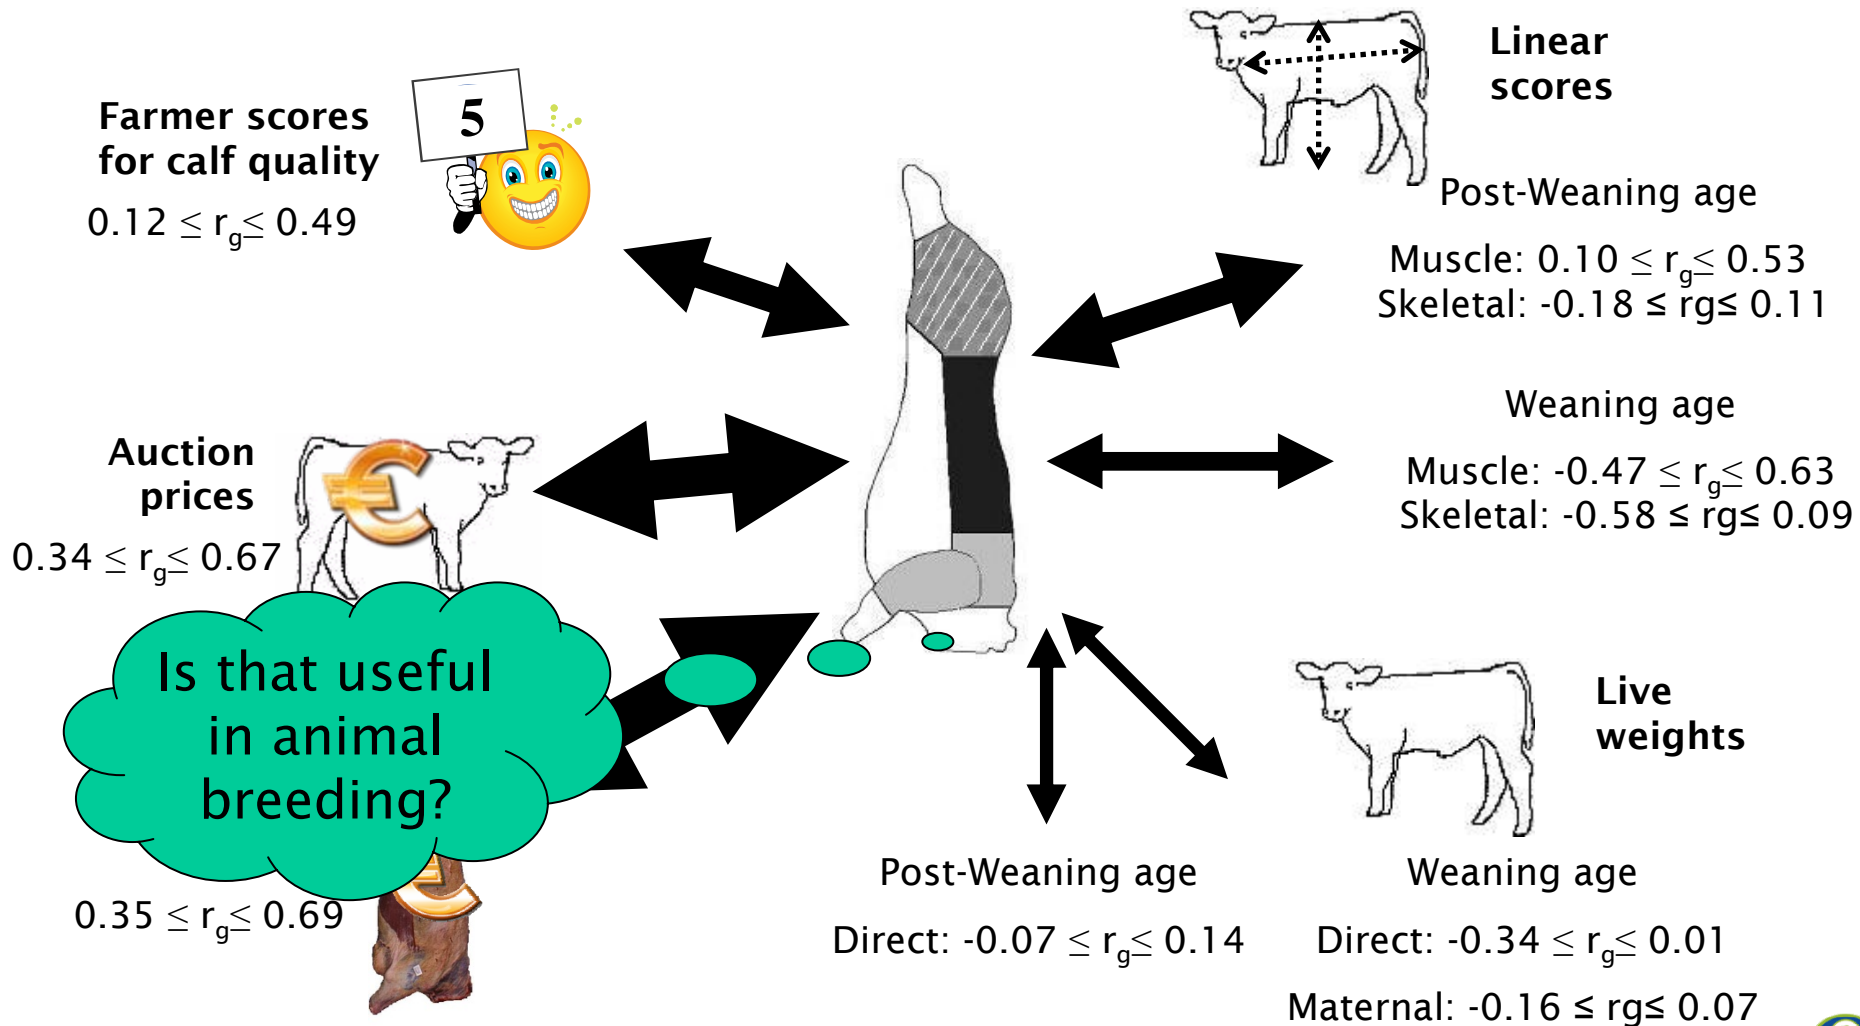 Farmer scores
for calf quality
0.12 ≤ rg≤ 0.49
5
Linear
scores
Post-Weaning age
Muscle: 0.10 ≤ rg≤ 0.53
Skeletal: -0.18 ≤ rg≤ 0.11
Weaning age
Muscle: -0.47 ≤ rg≤ 0.63
Skeletal: -0.58 ≤ rg≤ 0.09
Auction
prices
€
0.34 ≤ rg≤ 0.67
Is that useful
in animal
breeding?
€
0.35 ≤ rg≤ 0.69
Live
weights
Post-Weaning age
Direct: -0.07 ≤ rg≤ 0.14
Weaning age
Direct: -0.34 ≤ rg≤ 0.01
Maternal: -0.16 ≤ rg≤ 0.07